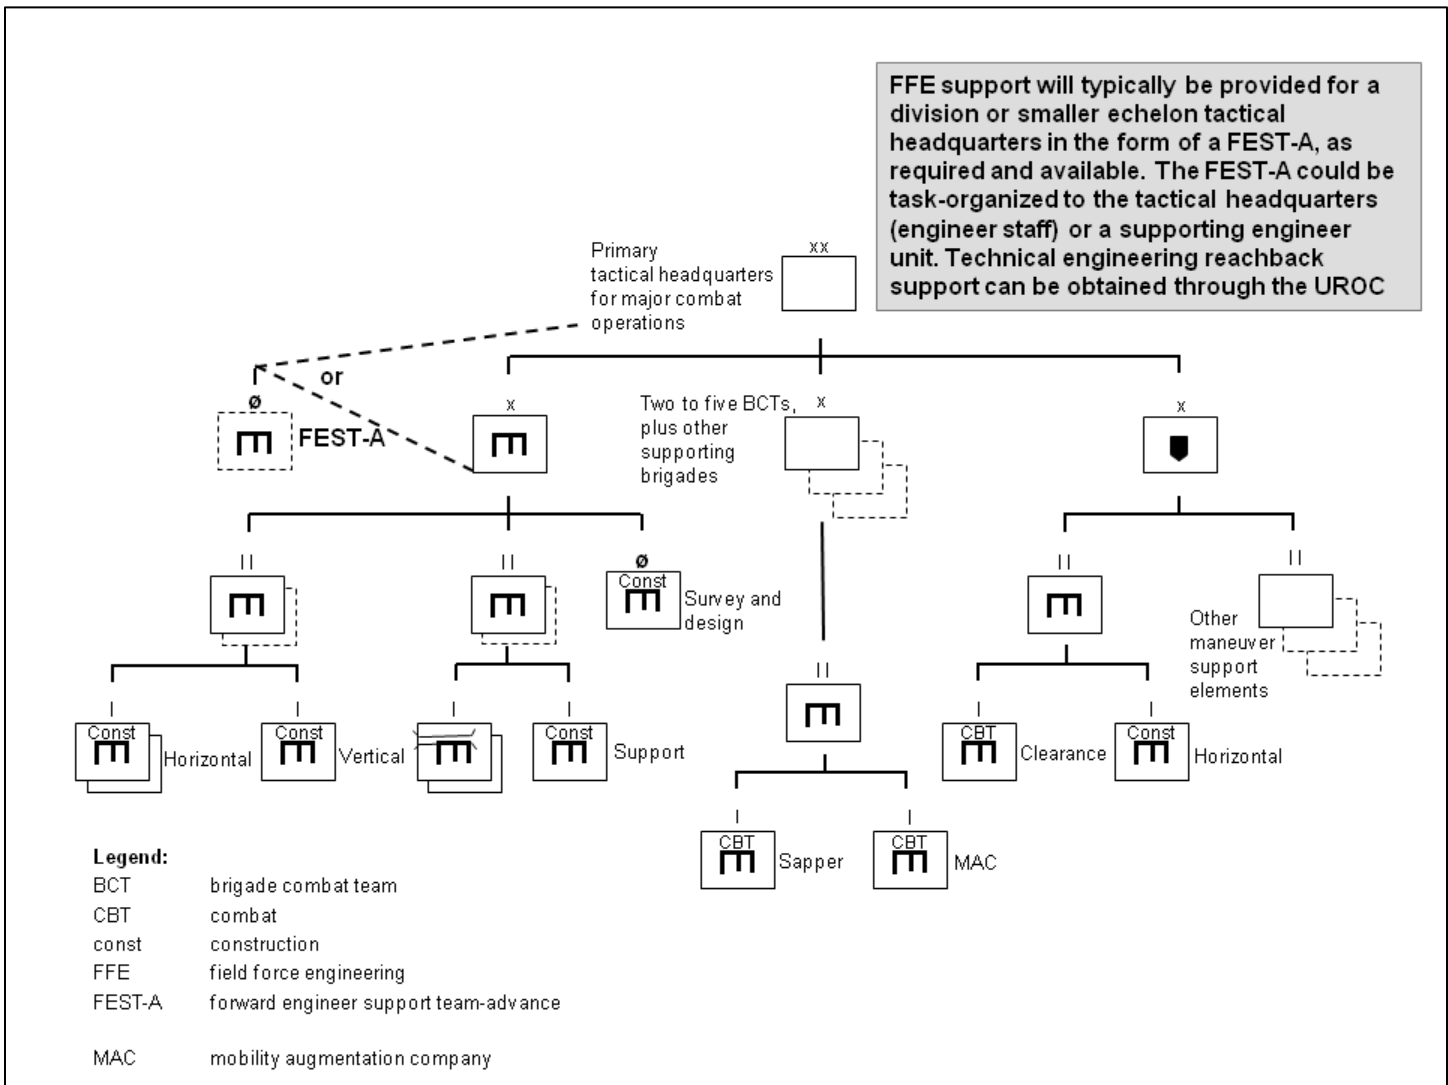 FFE support will typically be provided for a
division or smaller echelon tactical
headquarters in the form of a FEST-A, as
required and available. The FEST-A could be
task-organized to the tactical headquarters
(engineer staff) or a supporting engineer
unit. Technical engineering reachback
support can be obtained through the UROC
Primary
tactical headquarters
for major combat
operations
XX
or
Ø
FEST-A
X
Two to five BCTs,
plus other
supporting
brigades
X
X
II
II
Ø
Const
Survey and
design
II
II
Other
maneuver
support
elements
II
I
Const
Horizontal
I
Const
Vertical
I
I
Const
Support
I
CBT
Clearance
I
Const
Horizontal
I
CBT
Sapper
I
CBT
MAC
Legend:
BCT brigade combat team
CBT combat
const construction
FFE field force engineering
FEST-A forward engineer support team-advance
MAC mobility augmentation company